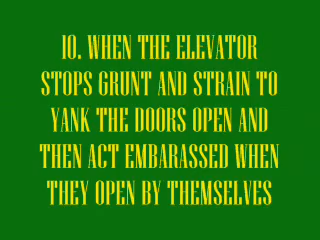 10. WHEN THE ELEVATOR
STOPS GRUNT AND STRAIN TO
YANK THE DOORS OPEN AND
THEN ACT EMBARASSED WHEN
THEY OPEN BY THEMSELVES